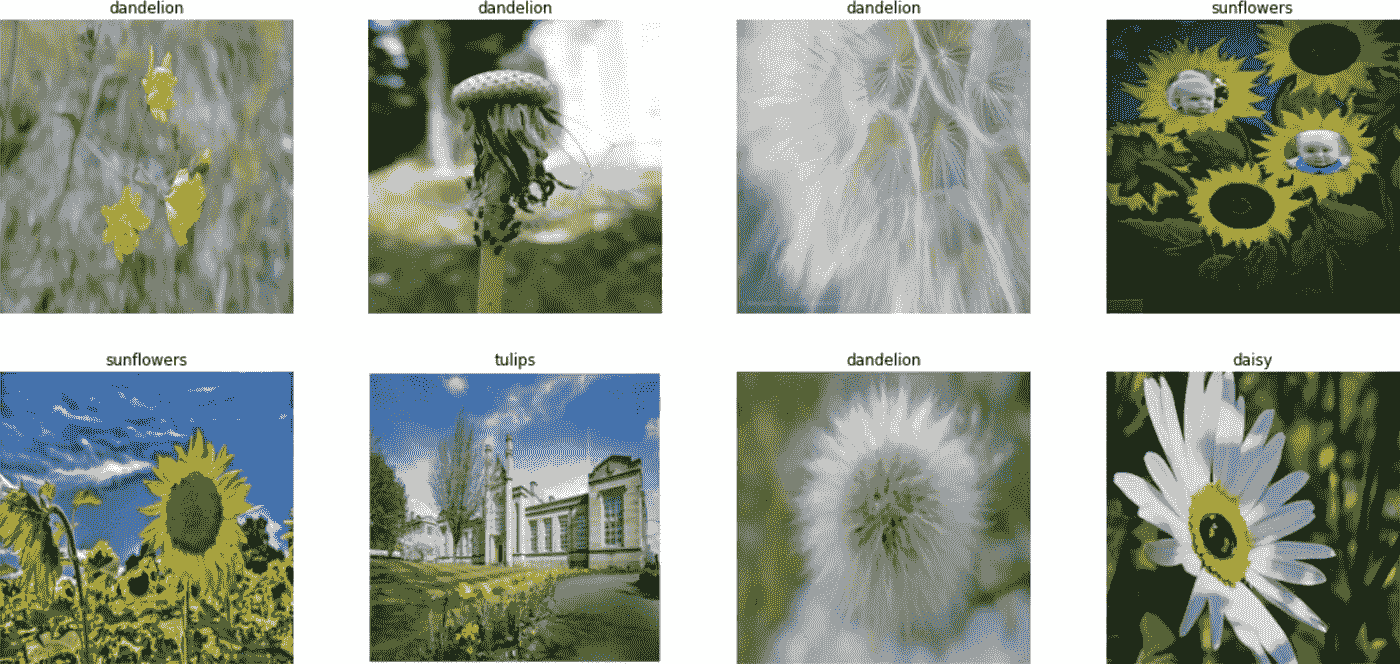 dandelion
dandelion
dandelion
sunflowers
sunflowers
tulips
dandelion
daisy